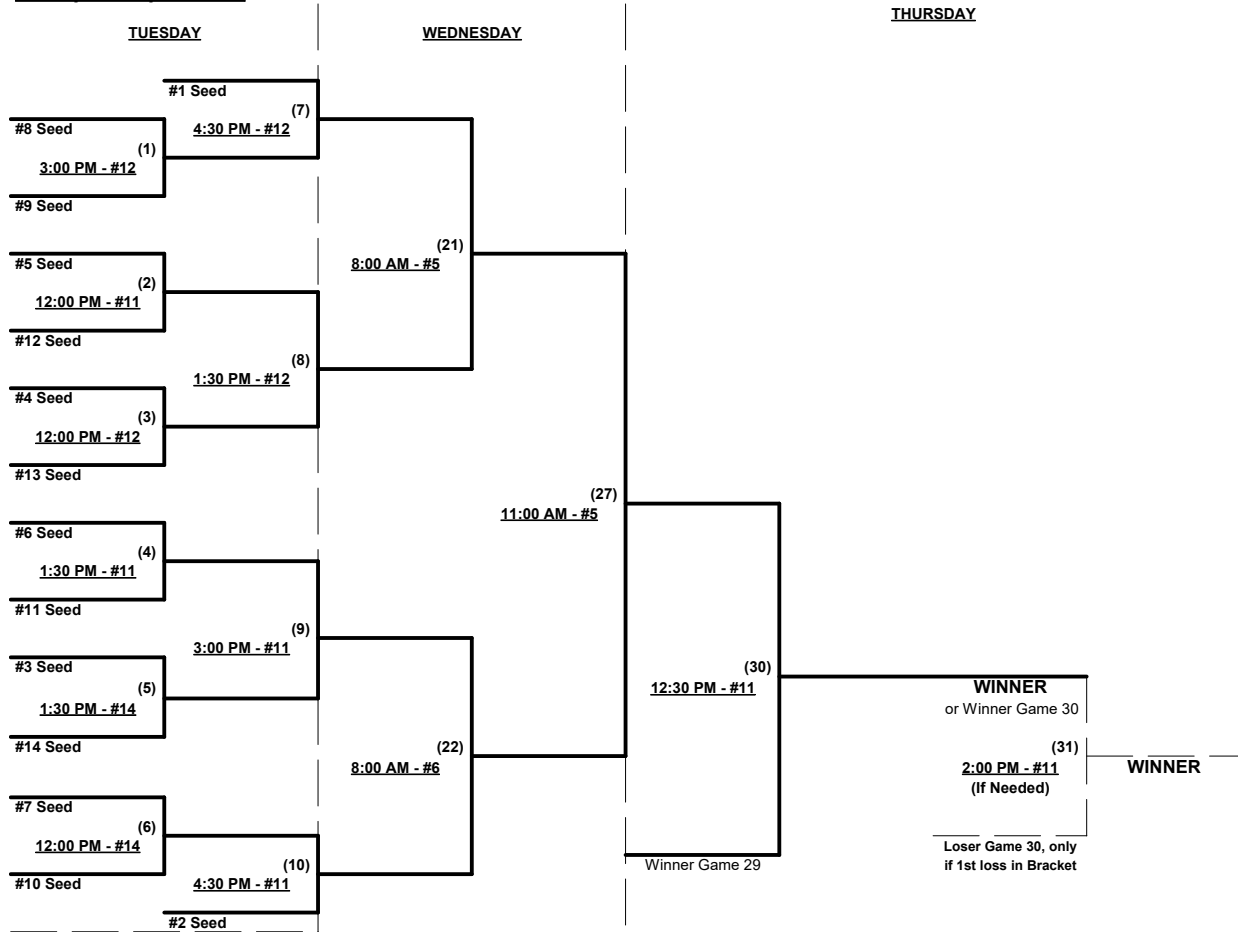 THURSDAY
TUESDAY
WEDNESDAY
#1 Seed
(7)
4:30 PM - #12
#8 Seed
(1)
3:00 PM - #12
#9 Seed
(21)
8:00 AM - #5
#5 Seed
(2)
12:00 PM - #11
#12 Seed
(8)
1:30 PM - #12
#4 Seed
(3)
12:00 PM - #12
#13 Seed
(27)
11:00 AM - #5
#6 Seed
(4)
1:30 PM - #11
#11 Seed
(9)
3:00 PM - #11
#3 Seed
(5)
1:30 PM - #14
#14 Seed
(30)
12:30 PM - #11
WINNER
or Winner Game 30
(22)
8:00 AM - #6
(31)
2:00 PM - #11
(If Needed)
WINNER
#7 Seed
(6)
12:00 PM - #14
#10 Seed
(10)
4:30 PM - #11
#2 Seed
Winner Game 29
Loser Game 30, only
if 1st loss in Bracket